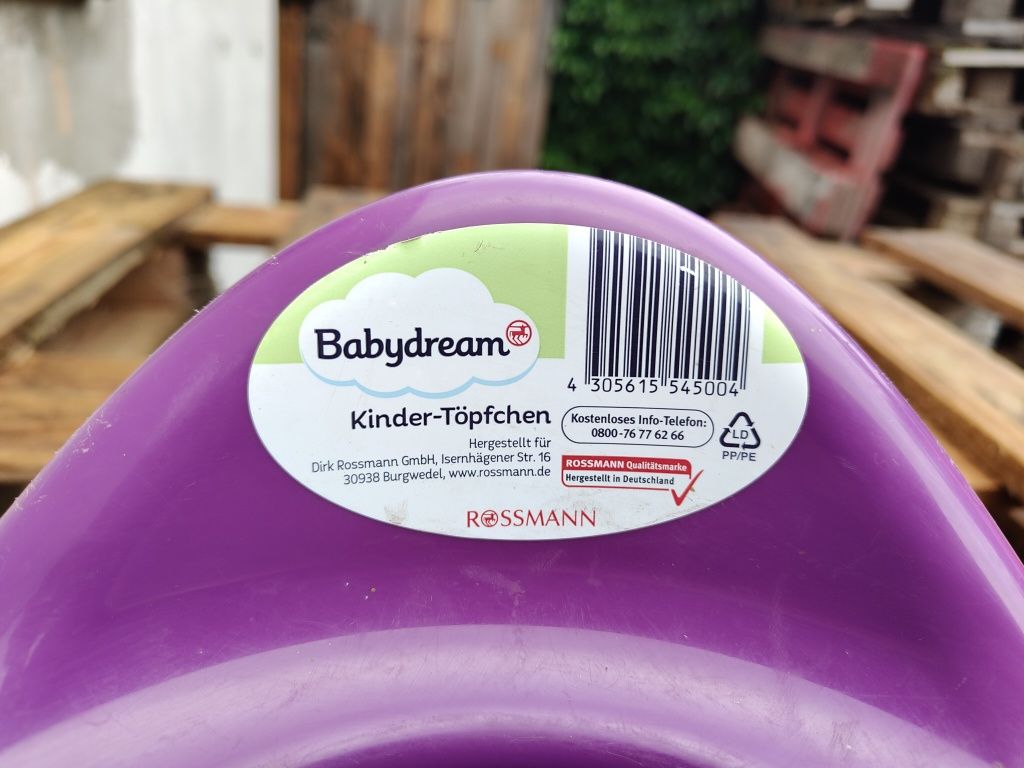 Babydream
4 305615 545004
Kinder-Töpfchen
Hergestellt für
Dirk Rossmann GmbH, Isernhägener Str. 16
30938 Burgwedel, www.rossmann.de
Kostenloses Info-Telefon:
0800-76 77 62 66
LD
PP/PE
ROSSMANN Qualitätsmarke
Hergestellt in Deutschland
ROSSMANN